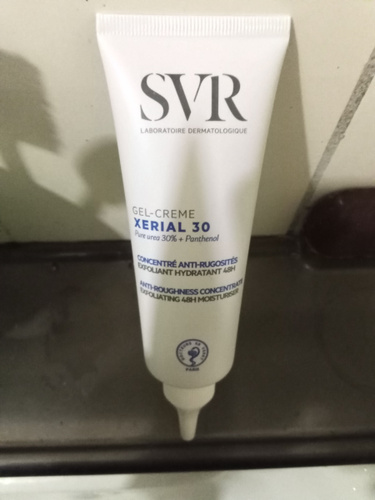 SVR
LABORATOIRE DERMATOLOGIQUE
GEL-CREME
XERIAL 30
Pure urea 30% + Panthenol
CONCENTRÉ ANTI-RUGOSITÉS
EXFOLIANT HYDRATANT 48H
ANTI-ROUGHNESS CONCENTRATE
EXFOLIATING 48H MOISTURISER
PARIS